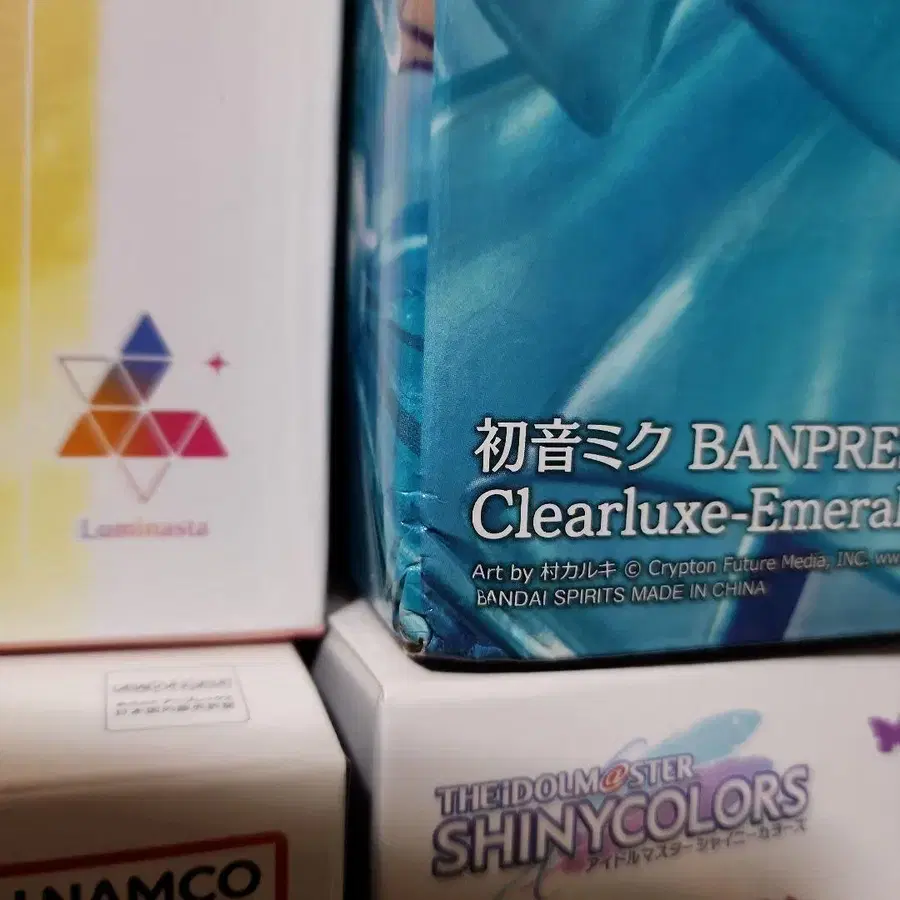 Luminasta
初音ミク BANPRE
Clearluxe-Emeral
Art by 村カルキ © Crypton Future Media, INC. ww
BANDAI SPIRITS MADE IN CHINA
THE IDOLM@STER
SHINYCOLORS
アイドルマスター シャイニーカラーズ
NAMCO